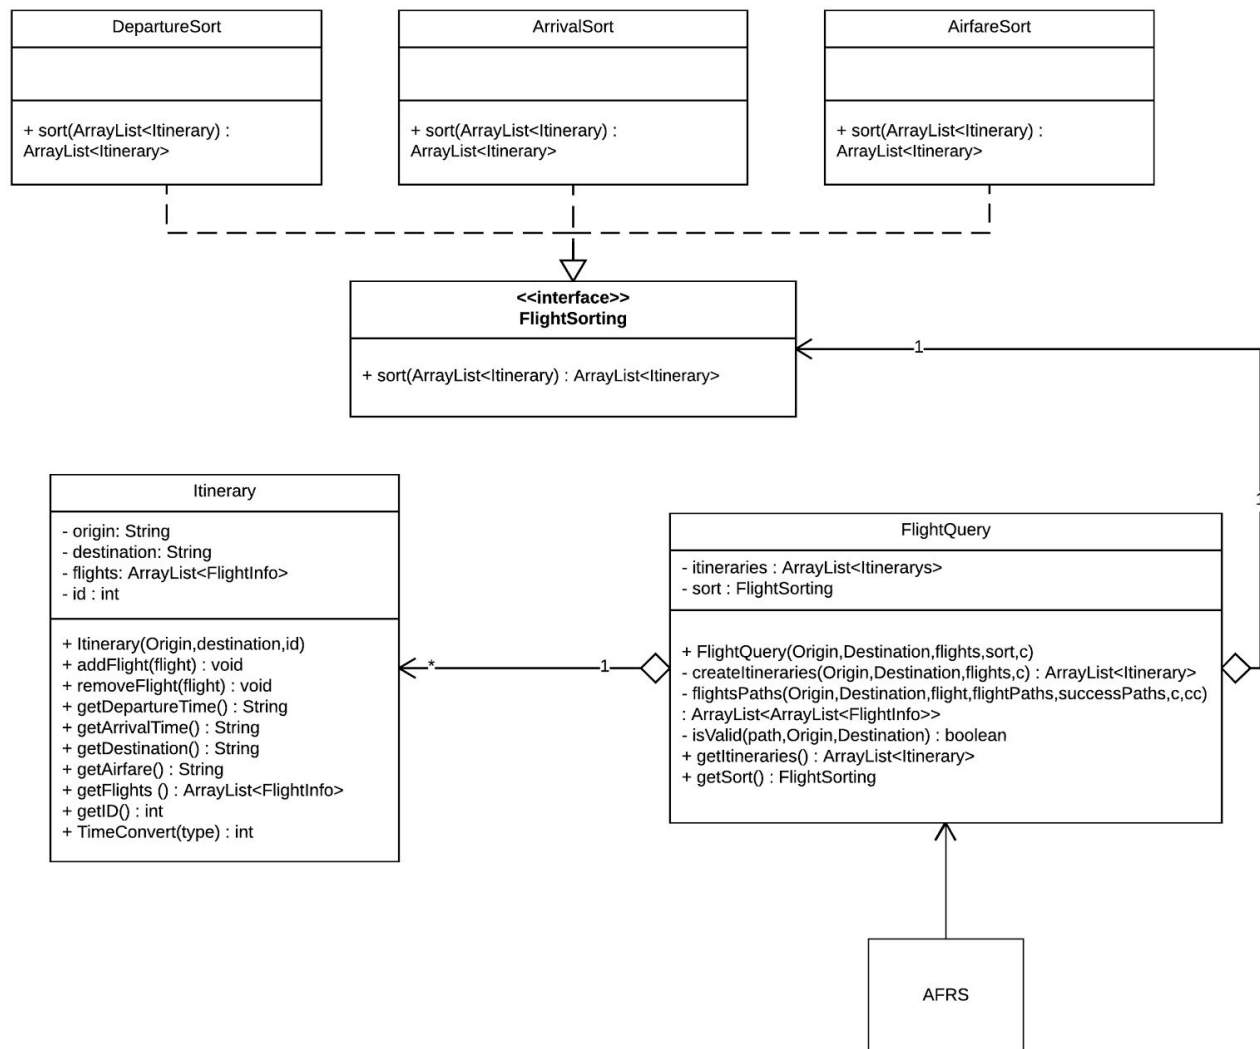 DepartureSort
+ sort(ArrayList<Itinerary) :
ArrayList<Itinerary>
ArrivalSort
+ sort(ArrayList<Itinerary) :
ArrayList<Itinerary>
AirfareSort
+ sort(ArrayList<Itinerary) :
ArrayList<Itinerary>
<<interface>>
FlightSorting
+ sort(ArrayList<Itinerary) : ArrayList<Itinerary>
1
1
Itinerary
- origin: String
- destination: String
- flights: ArrayList<FlightInfo>
- id : int
+ Itinerary(Origin,destination,id)
+ addFlight(flight) : void
+ removeFlight(flight) : void
+ getDepartureTime() : String
+ getArrivalTime() : String
+ getDestination() : String
+ getAirfare() : String
+ getFlights () : ArrayList<FlightInfo>
+ getID() : int
+ TimeConvert(type) : int
*
1
FlightQuery
- itineraries : ArrayList<Itinerarys>
- sort : FlightSorting
+ FlightQuery(Origin,Destination,flights,sort,c)
- createItineraries(Origin,Destination,flights,c) : ArrayList<Itinerary>
- flightsPaths(Origin,Destination,flight,flightPaths,successPaths,c,cc)
: ArrayList<ArrayList<FlightInfo>>
- isValid(path,Origin,Destination) : boolean
+ getItineraries() : ArrayList<Itinerary>
+ getSort() : FlightSorting
AFRS